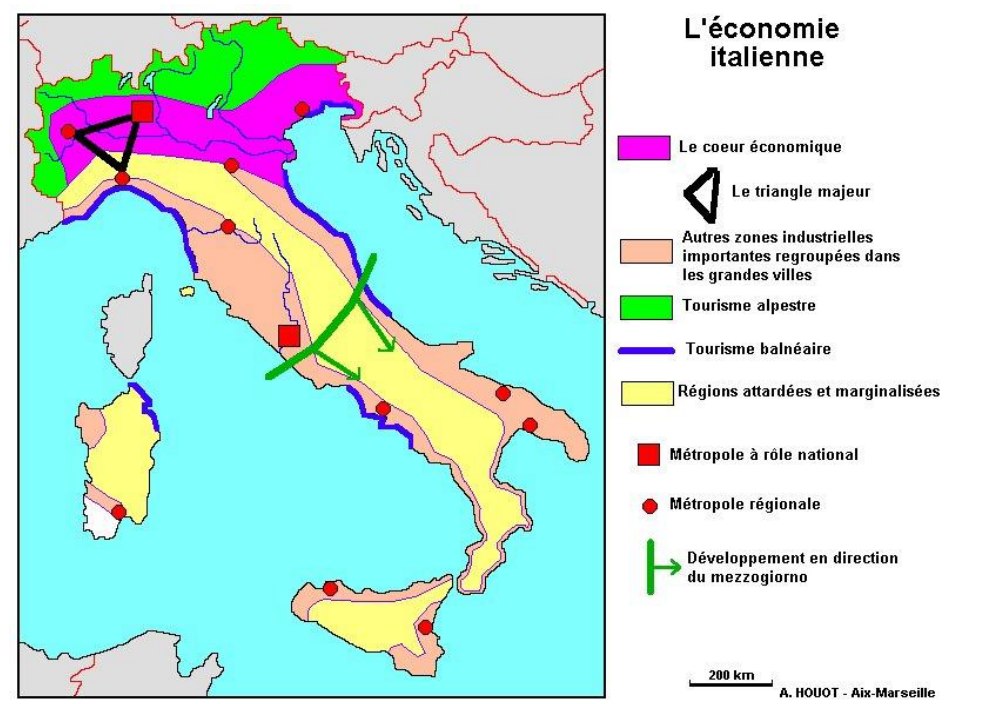 L'économie
italienne
Le coeur économique
Le triangle majeur
Autres zones industrielles
importantes regroupées dans
les grandes villes
Tourisme alpestre
Tourisme balnéaire
Régions attardées et marginalisées
Métropole à rôle national
Métropole régionale
Développement en direction
du mezzogiorno
200 km
A. HOUOT - Aix-Marseille